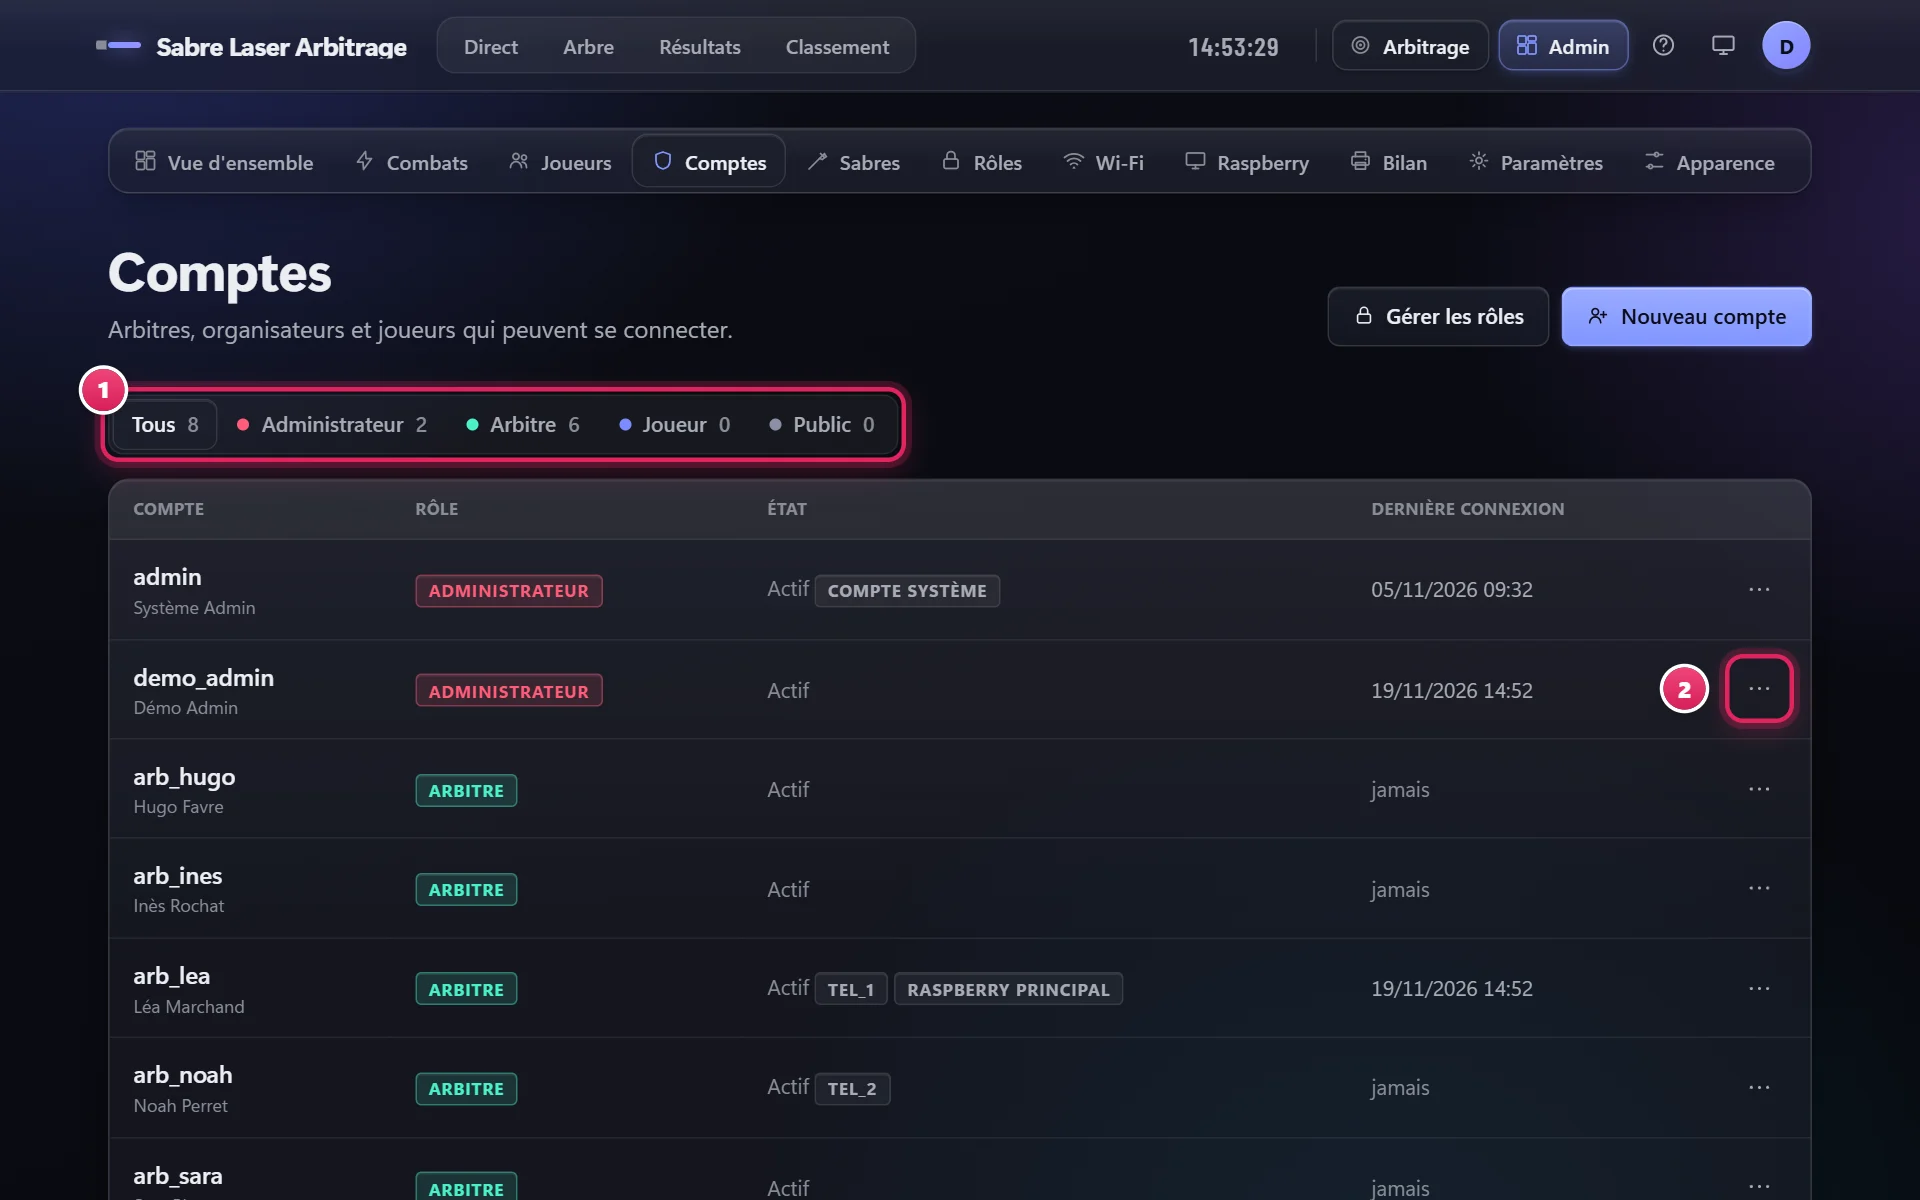 Sabre Laser Arbitrage Direct Arbre Résultats Classement 14:53:29 Arbitrage Admin D
Vue d'ensemble Combats Joueurs Comptes Sabres Rôles Wi-Fi Raspberry Bilan Paramètres Apparence
Comptes
Arbitres, organisateurs et joueurs qui peuvent se connecter.
Gérer les rôles Nouveau compte
1
Tous 8 Administrateur 2 Arbitre 6 Joueur 0 Public 0
COMPTE RÔLE ÉTAT DERNIÈRE CONNEXION
admin
Système Admin
ADMINISTRATEUR Actif COMPTE SYSTÈME 05/11/2026 09:32 ...
demo_admin
Démo Admin
ADMINISTRATEUR Actif 19/11/2026 14:52 2 ...
arb_hugo
Hugo Favre
ARBITRE Actif jamais ...
arb_ines
Inès Rochat
ARBITRE Actif jamais ...
arb_lea
Léa Marchand
ARBITRE Actif TEL_1 RASPBERRY PRINCIPAL 19/11/2026 14:52 ...
arb_noah
Noah Perret
ARBITRE Actif TEL_2 jamais ...
arb_sara
ARBITRE Actif jamais ...